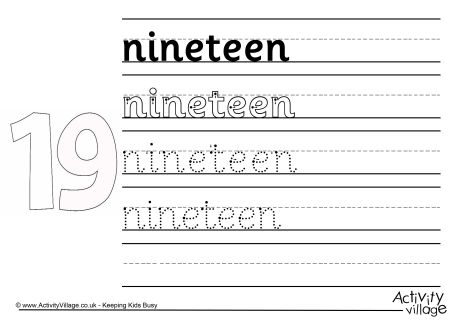 nineteen
nineteen
19
nineteen
nineteen
© www.ActivityVillage.co.uk - Keeping Kids Busy
Activity
Village